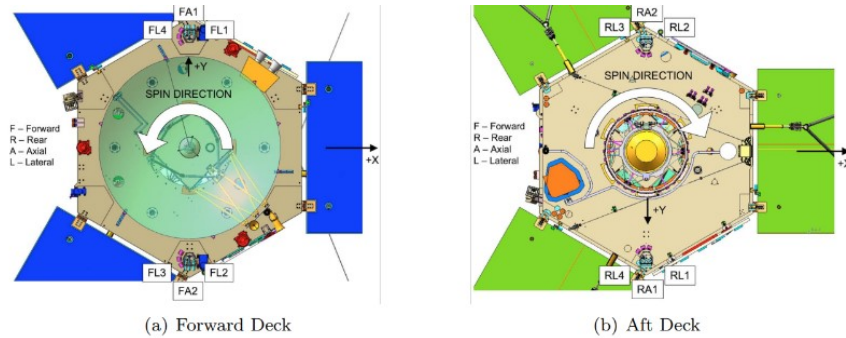 FA1
FL4 FL1
+Y
SPIN DIRECTION
F – Forward
R – Rear
A – Axial
L – Lateral
+X
FL3 FL2
FA2
(a) Forward Deck
RA2
RL3 RL2
SPIN DIRECTION
F – Forward
R – Rear
A – Axial
L – Lateral
+X
+Y
RL4 RL1
RA1
(b) Aft Deck